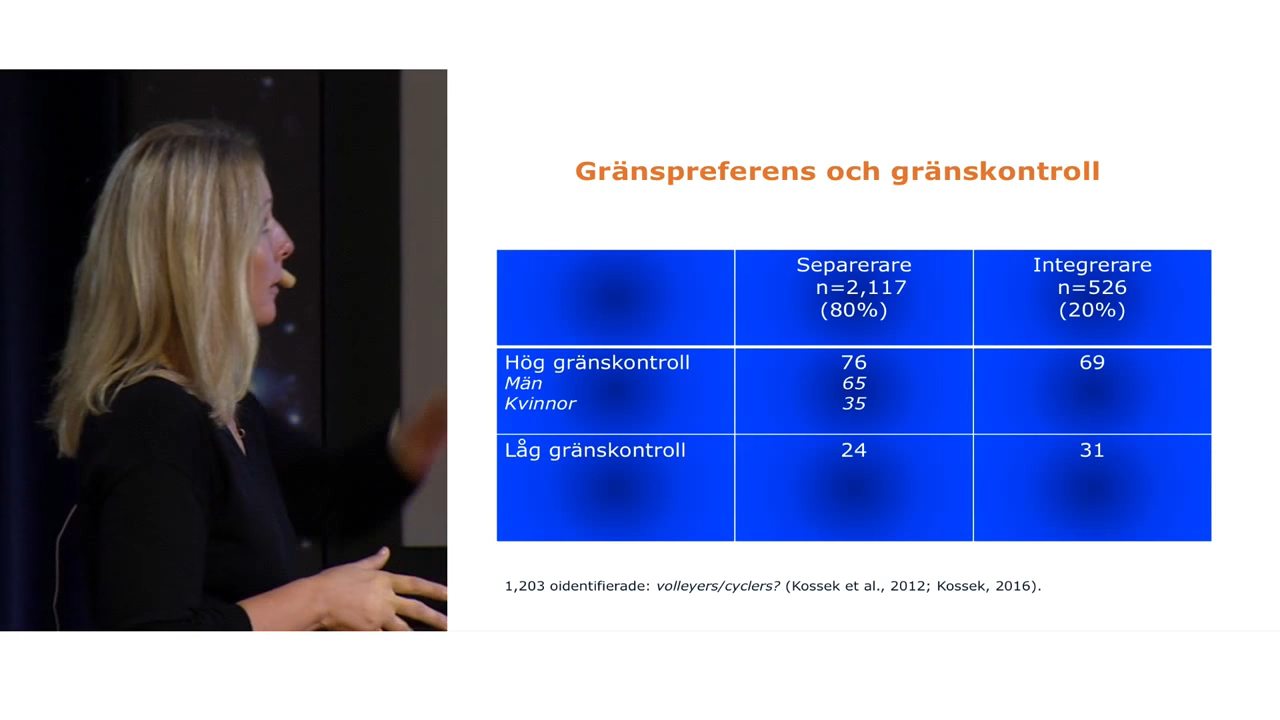 Gränspreferens och gränskontroll
Separerare
n=2,117
(80%)
Integrerare
n=526
(20%)
Hög gränskontroll
Män
Kvinnor
76
65
35
69
Låg gränskontroll
24
31
1,203 oidentifierade: volleyers/cyclers? (Kossek et al., 2012; Kossek, 2016).